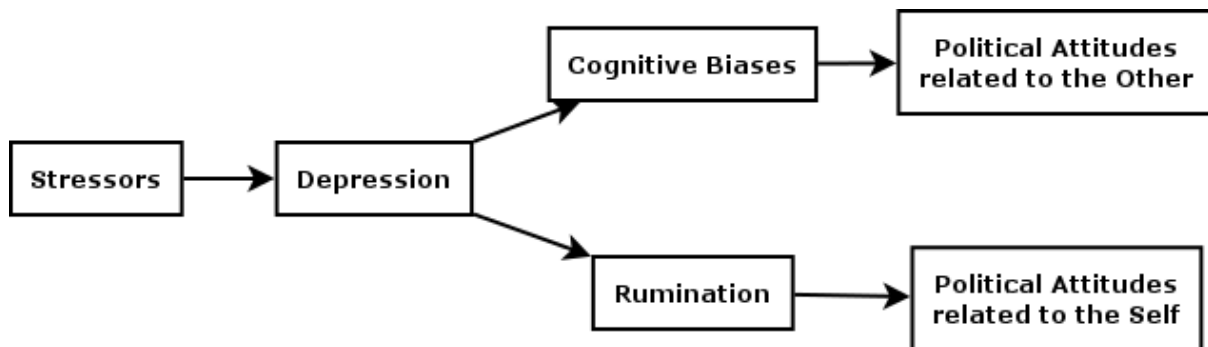 Cognitive Biases
Political Attitudes
related to the Other
Stressors
Depression
Rumination
Political Attitudes
related to the Self